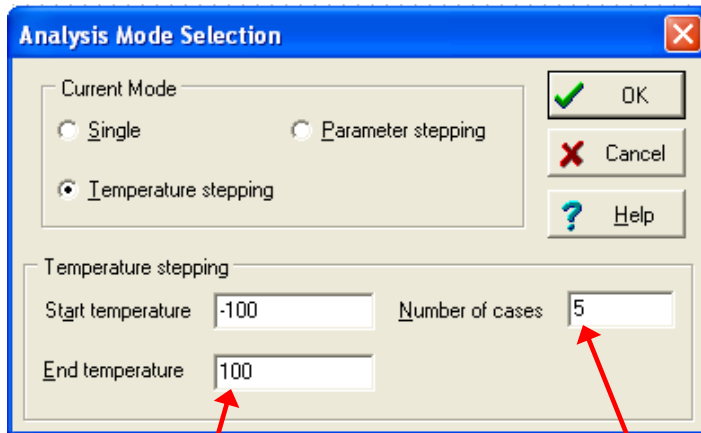 Analysis Mode Selection
Current Mode
Single
Parameter stepping
Temperature stepping
OK
Cancel
Help
Temperature stepping
Start temperature -100
Number of cases 5
End temperature 100